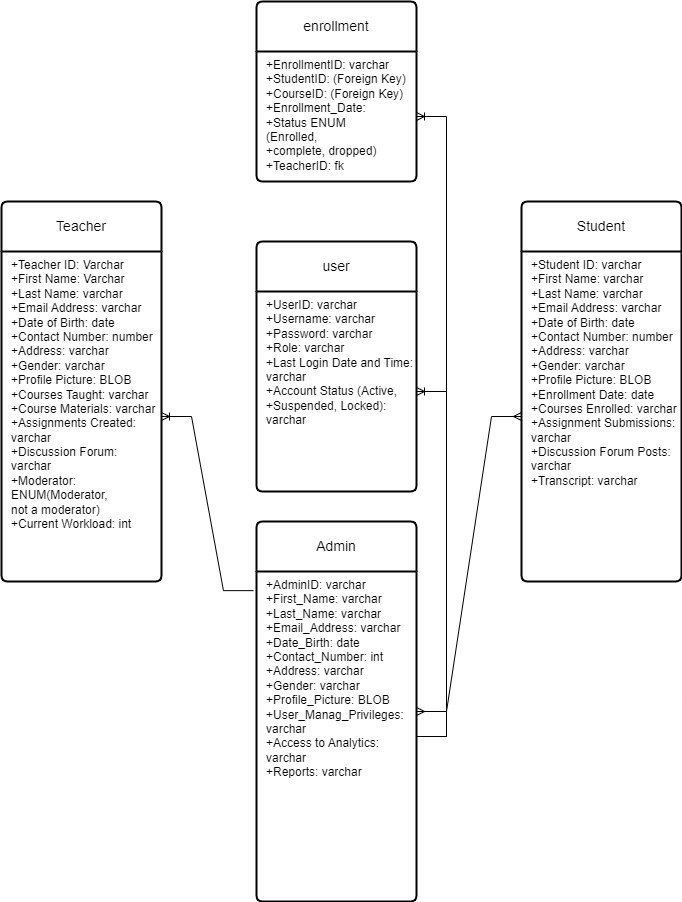 enrollment
+EnrollmentID: varchar
+StudentID: (Foreign Key)
+CourseID: (Foreign Key)
+Enrollment_Date:
+Status ENUM
(Enrolled,
+complete, dropped)
+TeacherID: fk
Teacher
+Teacher ID: Varchar
+First Name: Varchar
+Last Name: varchar
+Email Address: varchar
+Date of Birth: date
+Contact Number: number
+Address: varchar
+Gender: varchar
+Profile Picture: BLOB
+Courses Taught: varchar
+Course Materials: varchar
+Assignments Created:
varchar
+Discussion Forum:
varchar
+Moderator:
ENUM(Moderator,
not a moderator)
+Current Workload: int
user
+UserID: varchar
+Username: varchar
+Password: varchar
+Role: varchar
+Last Login Date and Time:
varchar
+Account Status (Active,
+Suspended, Locked):
varchar
Student
+Student ID: varchar
+First Name: varchar
+Last Name: varchar
+Email Address: varchar
+Date of Birth: date
+Contact Number: number
+Address: varchar
+Gender: varchar
+Profile Picture: BLOB
+Enrollment Date: date
+Courses Enrolled: varchar
+Assignment Submissions:
varchar
+Discussion Forum Posts:
varchar
+Transcript: varchar
Admin
+AdminID: varchar
+First_Name: varchar
+Last_Name: varchar
+Email_Address: varchar
+Date_Birth: date
+Contact_Number: int
+Address: varchar
+Gender: varchar
+Profile_Picture: BLOB
+User_Manag_Privileges:
varchar
+Access to Analytics:
varchar
+Reports: varchar